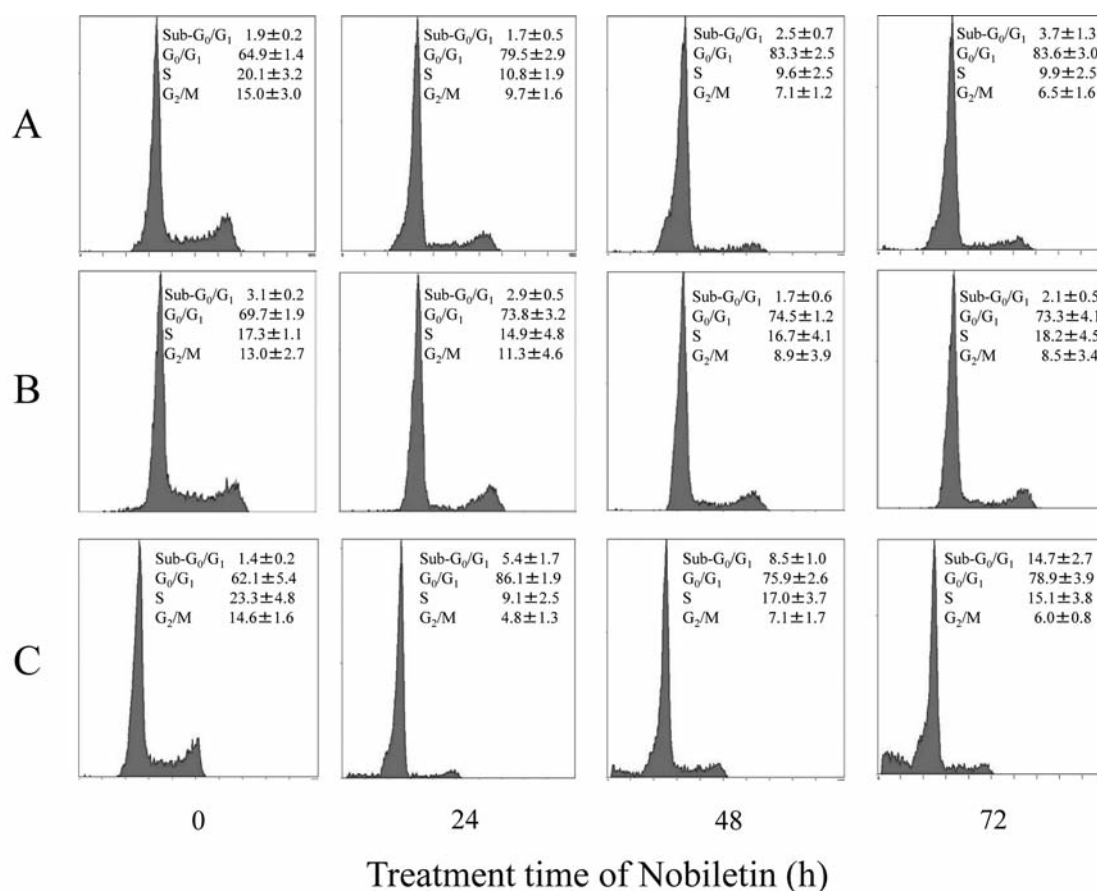 A
Sub-G₀/G₁ 1.9±0.2
G₀/G₁ 64.9±1.4
S 20.1±3.2
G₂/M 15.0±3.0
Sub-G₀/G₁ 1.7±0.5
G₀/G₁ 79.5±2.9
S 10.8±1.9
G₂/M 9.7±1.6
Sub-G₀/G₁ 2.5±0.7
G₀/G₁ 83.3±2.5
S 9.6±2.5
G₂/M 7.1±1.2
Sub-G₀/G₁ 3.7±1.3
G₀/G₁ 83.6±3.0
S 9.9±2.5
G₂/M 6.5±1.6
B
Sub-G₀/G₁ 3.1±0.2
G₀/G₁ 69.7±1.9
S 17.3±1.1
G₂/M 13.0±2.7
Sub-G₀/G₁ 2.9±0.5
G₀/G₁ 73.8±3.2
S 14.9±4.8
G₂/M 11.3±4.6
Sub-G₀/G₁ 1.7±0.6
G₀/G₁ 74.5±1.2
S 16.7±4.1
G₂/M 8.9±3.9
Sub-G₀/G₁ 2.1±0.5
G₀/G₁ 73.3±4.1
S 18.2±4.5
G₂/M 8.5±3.4
C
Sub-G₀/G₁ 1.4±0.2
G₀/G₁ 62.1±5.4
S 23.3±4.8
G₂/M 14.6±1.6
Sub-G₀/G₁ 5.4±1.7
G₀/G₁ 86.1±1.9
S 9.1±2.5
G₂/M 4.8±1.3
Sub-G₀/G₁ 8.5±1.0
G₀/G₁ 75.9±2.6
S 17.0±3.7
G₂/M 7.1±1.7
Sub-G₀/G₁ 14.7±2.7
G₀/G₁ 78.9±3.9
S 15.1±3.8
G₂/M 6.0±0.8
0 24 48 72
Treatment time of Nobiletin (h)